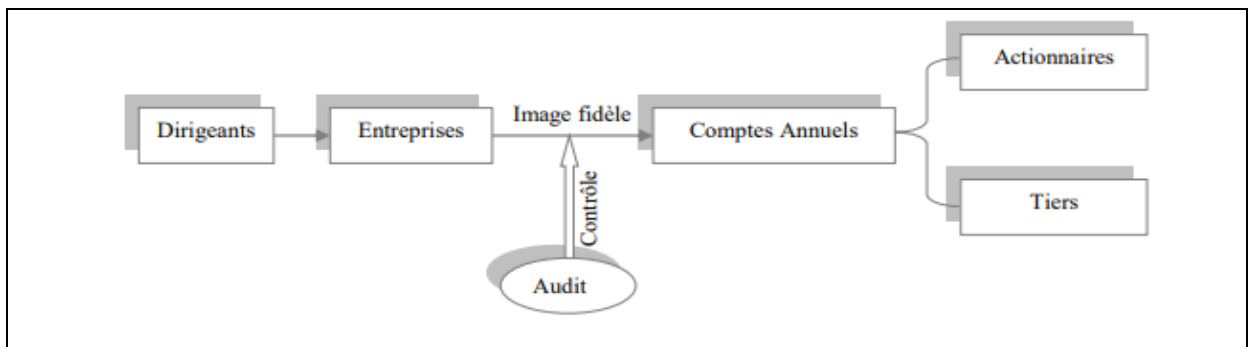 Actionnaires
Image fidèle
Dirigeants
Entreprises
Comptes Annuels
Contrôle
Tiers
Audit